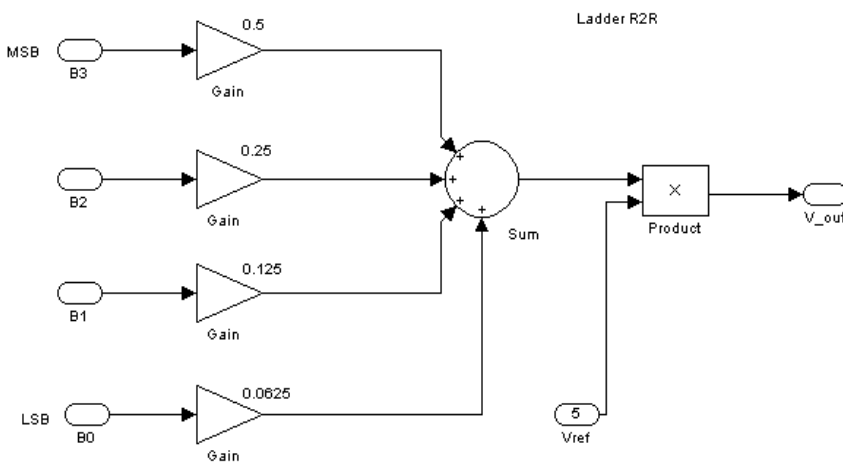 Ladder R2R
0.5
MSB
B3
Gain
0.25
B2
Gain
+
+
+
+
×
Sum
Product
V_out
0.125
B1
Gain
0.0625
LSB
B0
Gain
5
Vref